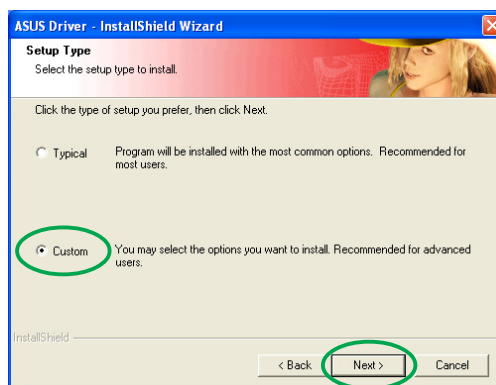 ASUS Driver - InstallShield Wizard
Setup Type
Select the setup type to install.
Click the type of setup you prefer, then click Next.
Typical
Program will be installed with the most common options. Recommended for
most users.
Custom
You may select the options you want to install. Recommended for advanced
users.
InstallShield
< Back
Next >
Cancel